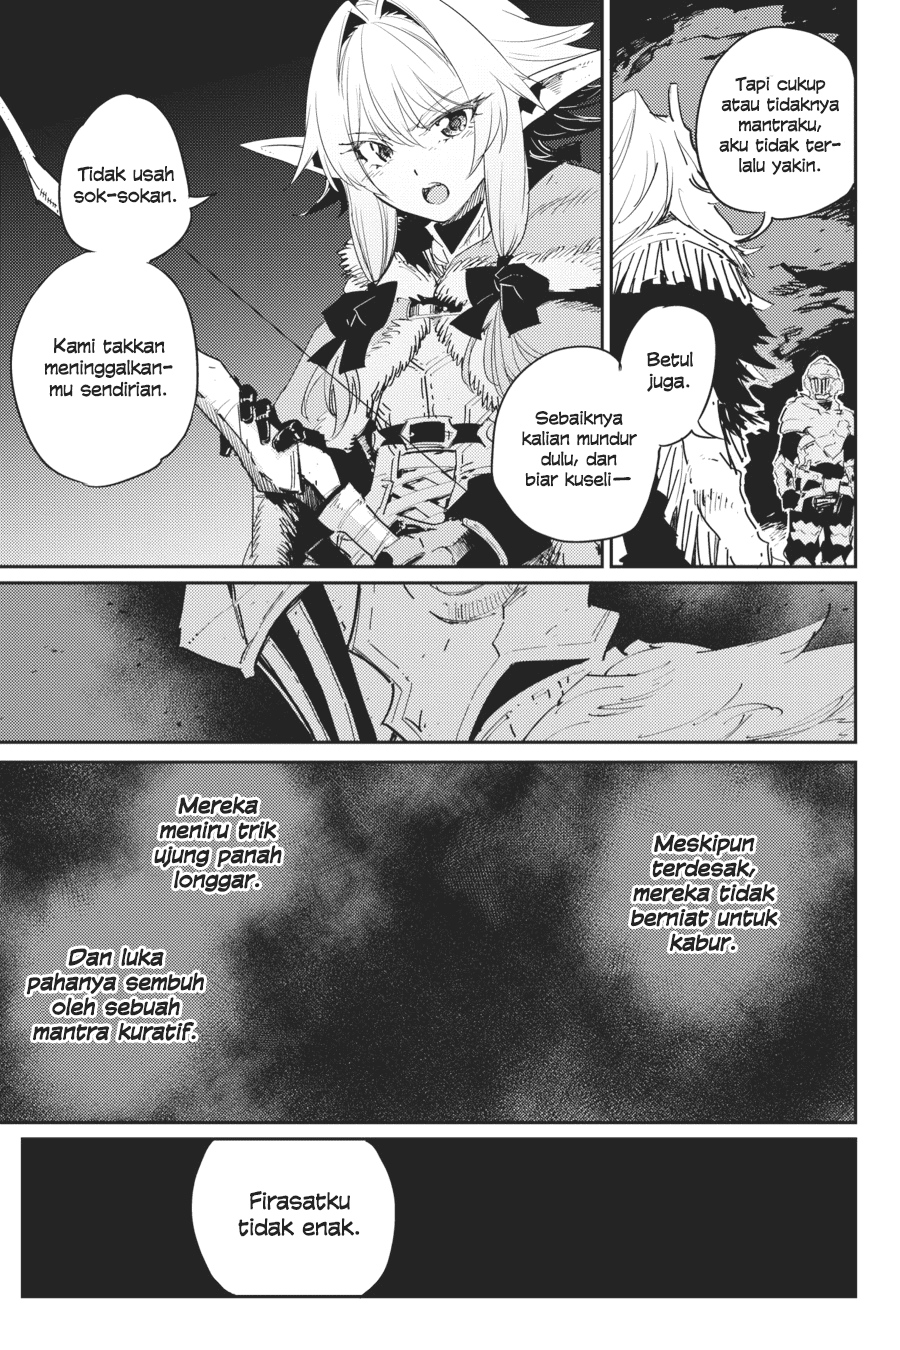 Tapi cukup
atau tidaknya
mantraku,
aku tidak ter-
lalu yakin.
Betul
juga.
Sebaiknya
kalian mundur
dulu, dan
biar kuseli—
Tidak usah
sok-sokan.
Kami takkan
meninggalkan-
mu sendirian.
Meskipun
terdesak,
mereka tidak
berniat untuk
kabur.
Mereka
meniru trik
ujung panah
longgar.
Dan luka
pahanya sembuh
oleh sebuah
mantra kuratif.
Firasatku
tidak enak.